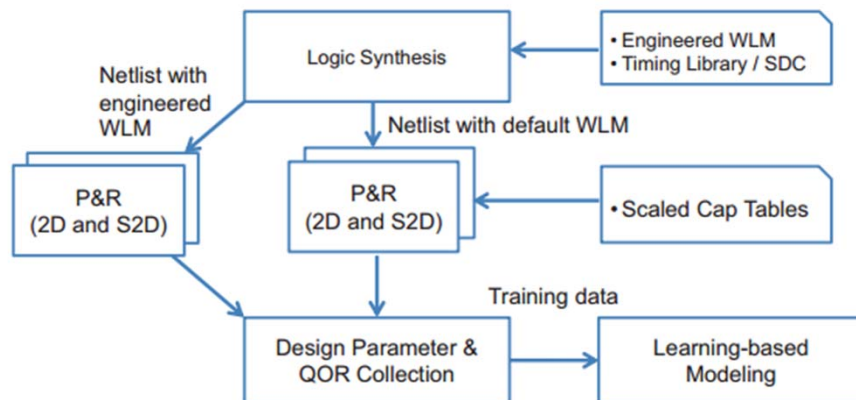 Logic Synthesis
• Engineered WLM
• Timing Library / SDC
Netlist with
engineered
WLM
Netlist with default WLM
P&R
(2D and S2D)
P&R
(2D and S2D)
• Scaled Cap Tables
Training data
Design Parameter &
QOR Collection
Learning-based
Modeling